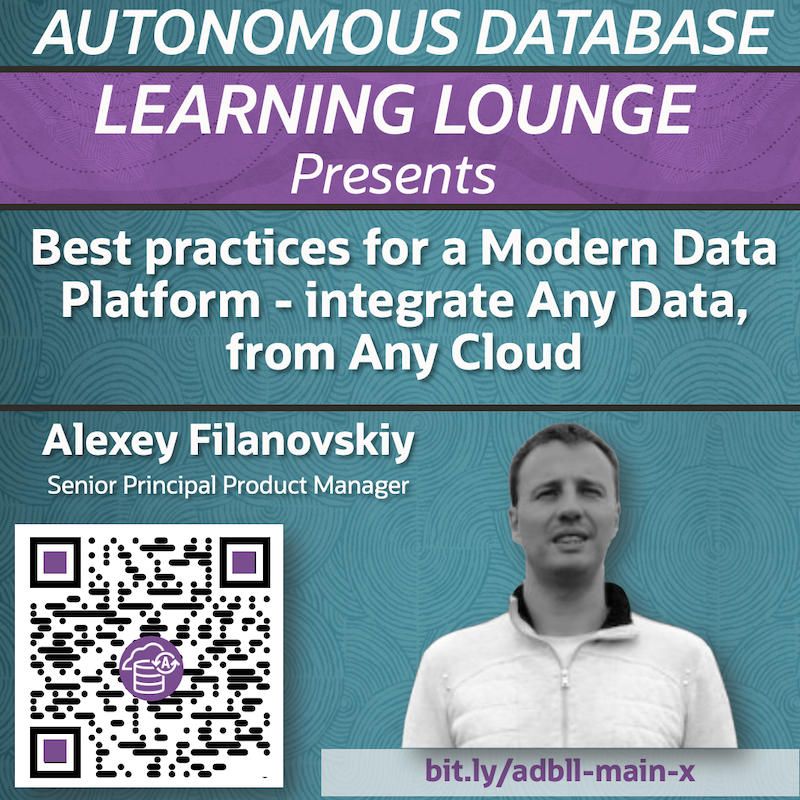 AUTONOMOUS DATABASE
LEARNING LOUNGE
Presents
Best practices for a Modern Data
Platform - integrate Any Data,
from Any Cloud
Alexey Filanovskiy
Senior Principal Product Manager
A
bit.ly/adbll-main-x